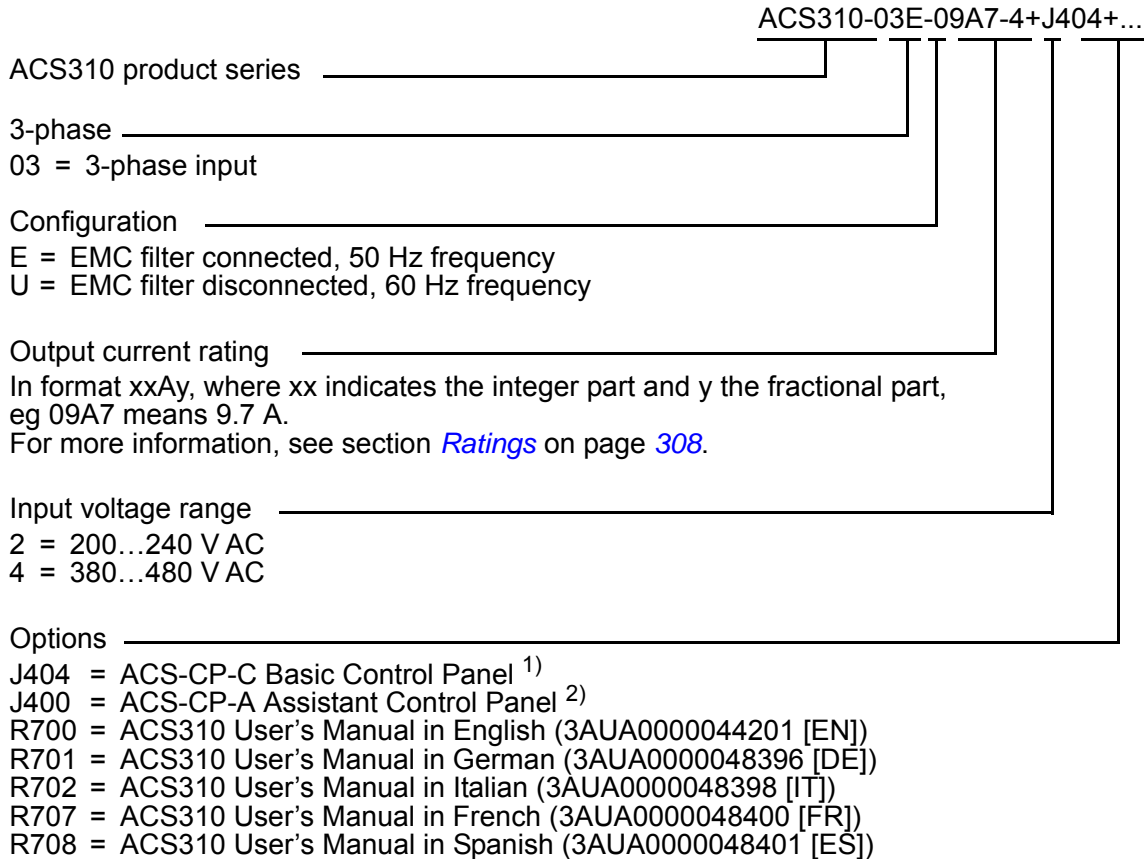 ACS310-03E-09A7-4+J404+...
ACS310 product series
3-phase
03 = 3-phase input
Configuration
E = EMC filter connected, 50 Hz frequency
U = EMC filter disconnected, 60 Hz frequency
Output current rating
In format xxAy, where xx indicates the integer part and y the fractional part,
eg 09A7 means 9.7 A.
For more information, see section Ratings on page 308.
Input voltage range
2 = 200…240 V AC
4 = 380…480 V AC
Options
J404 = ACS-CP-C Basic Control Panel 1)
J400 = ACS-CP-A Assistant Control Panel 2)
R700 = ACS310 User’s Manual in English (3AUA0000044201 [EN])
R701 = ACS310 User’s Manual in German (3AUA0000048396 [DE])
R702 = ACS310 User’s Manual in Italian (3AUA0000048398 [IT])
R707 = ACS310 User’s Manual in French (3AUA0000048400 [FR])
R708 = ACS310 User’s Manual in Spanish (3AUA0000048401 [ES])